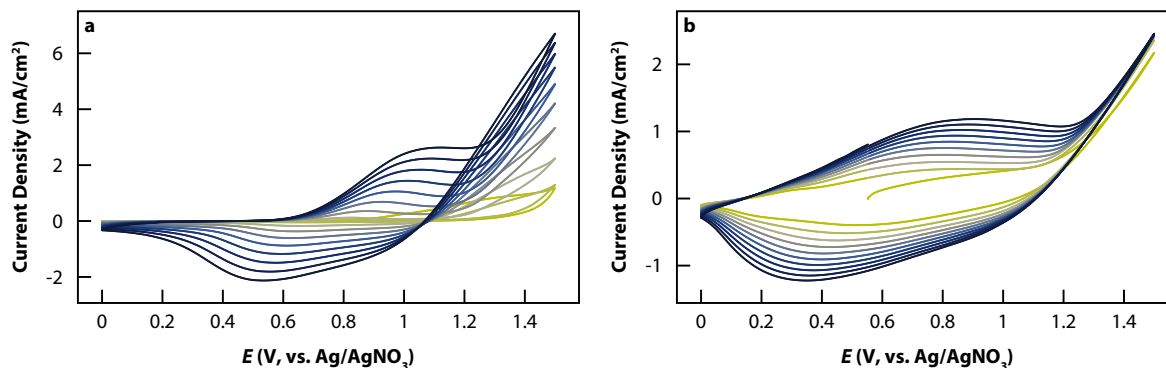 a
Current Density (mA/cm²)
6
4
2
0
-2
0 0.2 0.4 0.6 0.8 1 1.2 1.4
E (V, vs. Ag/AgNO₃)
b
Current Density (mA/cm²)
2
1
0
-1
0 0.2 0.4 0.6 0.8 1 1.2 1.4
E (V, vs. Ag/AgNO₃)